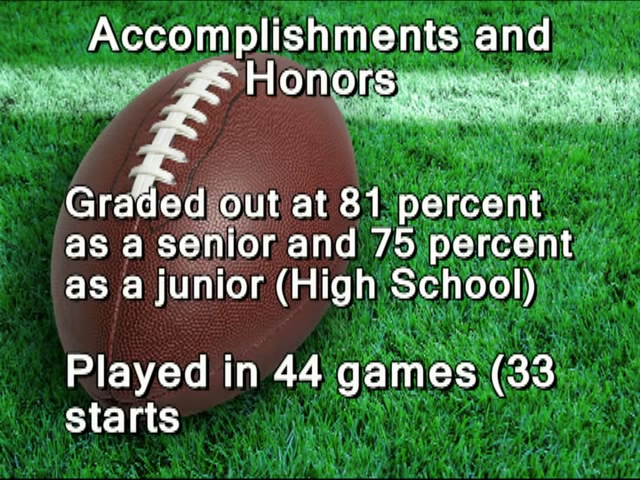 Accomplishments and
Honors
Graded out at 81 percent
as a senior and 75 percent
as a junior (High School)
Played in 44 games (33
starts